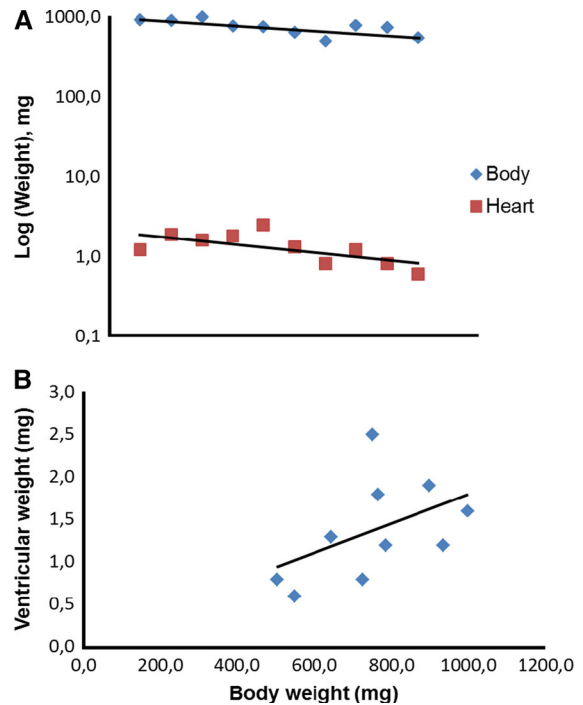 A
1000,0
100,0
10,0
1,0
0,1
Log (Weight), mg
Body
Heart
B
3,0
2,5
2,0
1,5
1,0
0,5
0,0
Ventricular weight (mg)
0,0 200,0 400,0 600,0 800,0 1000,0 1200,0
Body weight (mg)